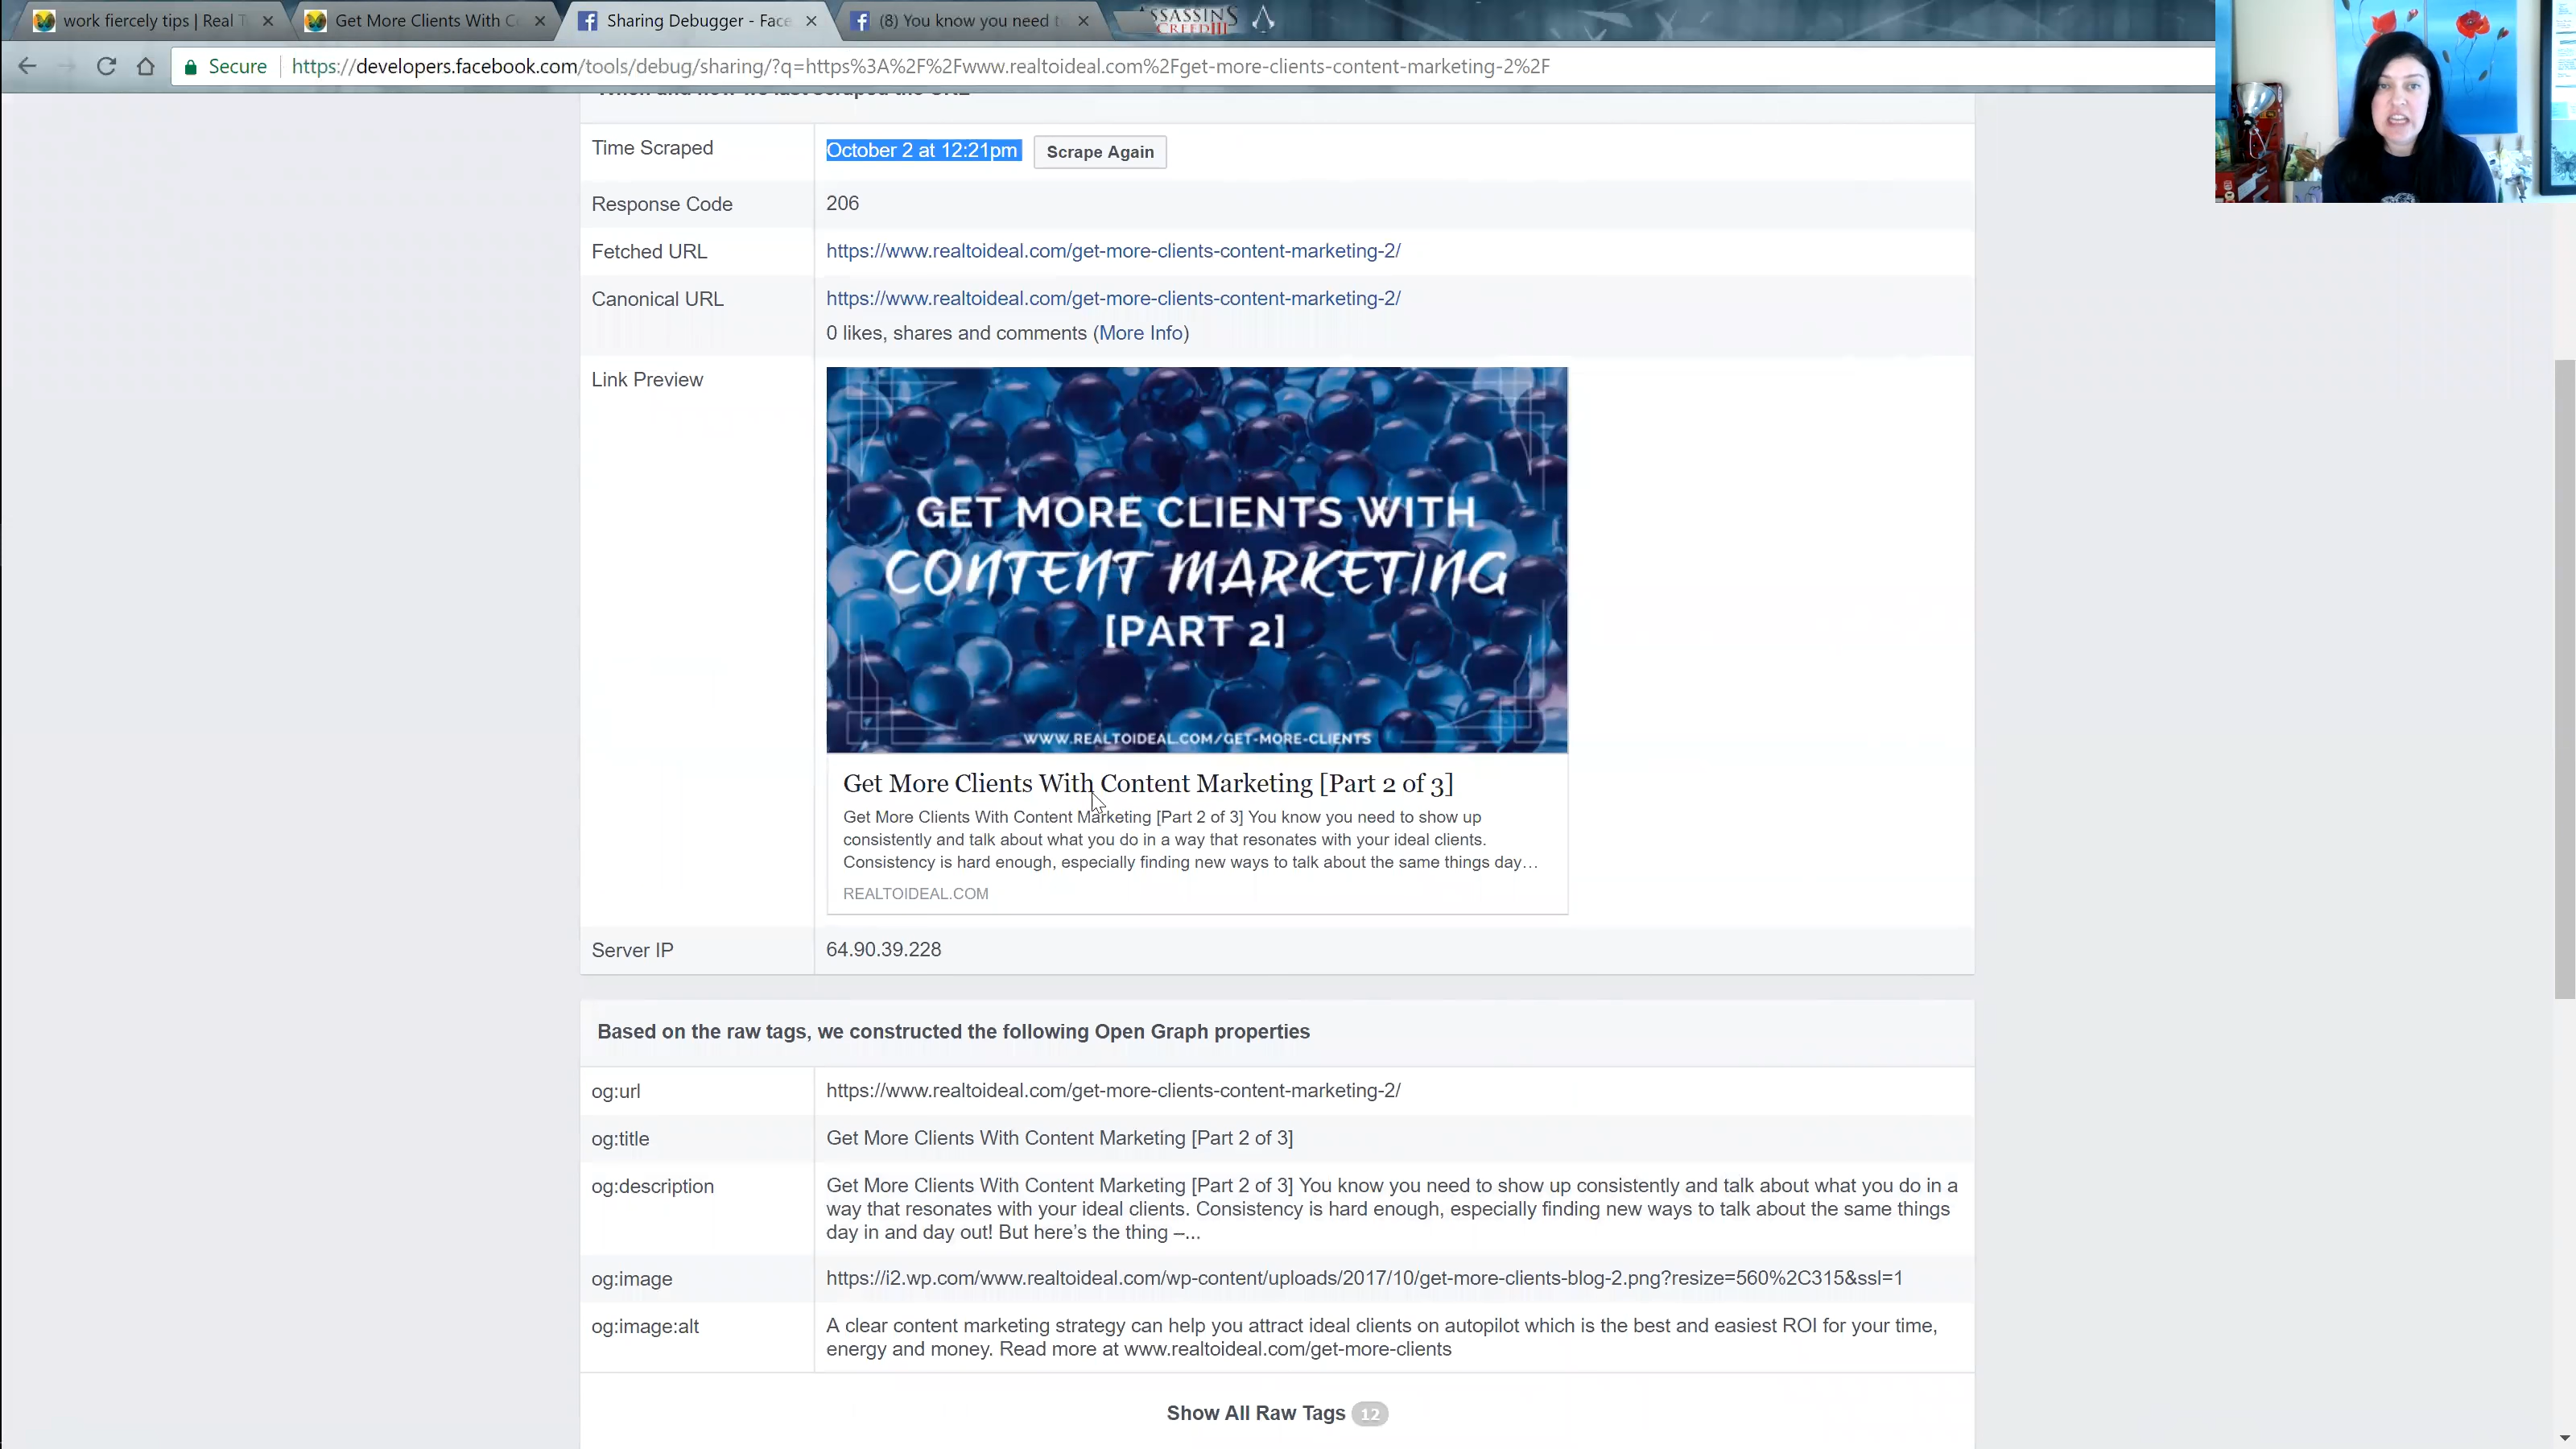 work fiercely tips | Real T
Get More Clients With C
Sharing Debugger - Face
(8) You know you need t
ASSASSINS
CREED III
Secure
https://developers.facebook.com/tools/debug/sharing/?q=https%3A%2F%2Fwww.realtoideal.com%2Fget-more-clients-content-marketing-2%2F
When and how we last scraped the URL
Time Scraped
October 2 at 12:21pm
Scrape Again
Response Code
206
Fetched URL
https://www.realtoideal.com/get-more-clients-content-marketing-2/
Canonical URL
https://www.realtoideal.com/get-more-clients-content-marketing-2/
0 likes, shares and comments (More Info)
Link Preview
GET MORE CLIENTS WITH
CONTENT MARKETING
[PART 2]
WWW.REALTOIDEAL.COM/GET-MORE-CLIENTS
Get More Clients With Content Marketing [Part 2 of 3]
Get More Clients With Content Marketing [Part 2 of 3] You know you need to show up
consistently and talk about what you do in a way that resonates with your ideal clients.
Consistency is hard enough, especially finding new ways to talk about the same things day…
REALTOIDEAL.COM
Server IP
64.90.39.228
Based on the raw tags, we constructed the following Open Graph properties
og:url
https://www.realtoideal.com/get-more-clients-content-marketing-2/
og:title
Get More Clients With Content Marketing [Part 2 of 3]
og:description
Get More Clients With Content Marketing [Part 2 of 3] You know you need to show up consistently and talk about what you do in a
way that resonates with your ideal clients. Consistency is hard enough, especially finding new ways to talk about the same things
day in and day out! But here's the thing –...
og:image
https://i2.wp.com/www.realtoideal.com/wp-content/uploads/2017/10/get-more-clients-blog-2.png?resize=560%2C315&ssl=1
og:image:alt
A clear content marketing strategy can help you attract ideal clients on autopilot which is the best and easiest ROI for your time,
energy and money. Read more at www.realtoideal.com/get-more-clients
Show All Raw Tags 12